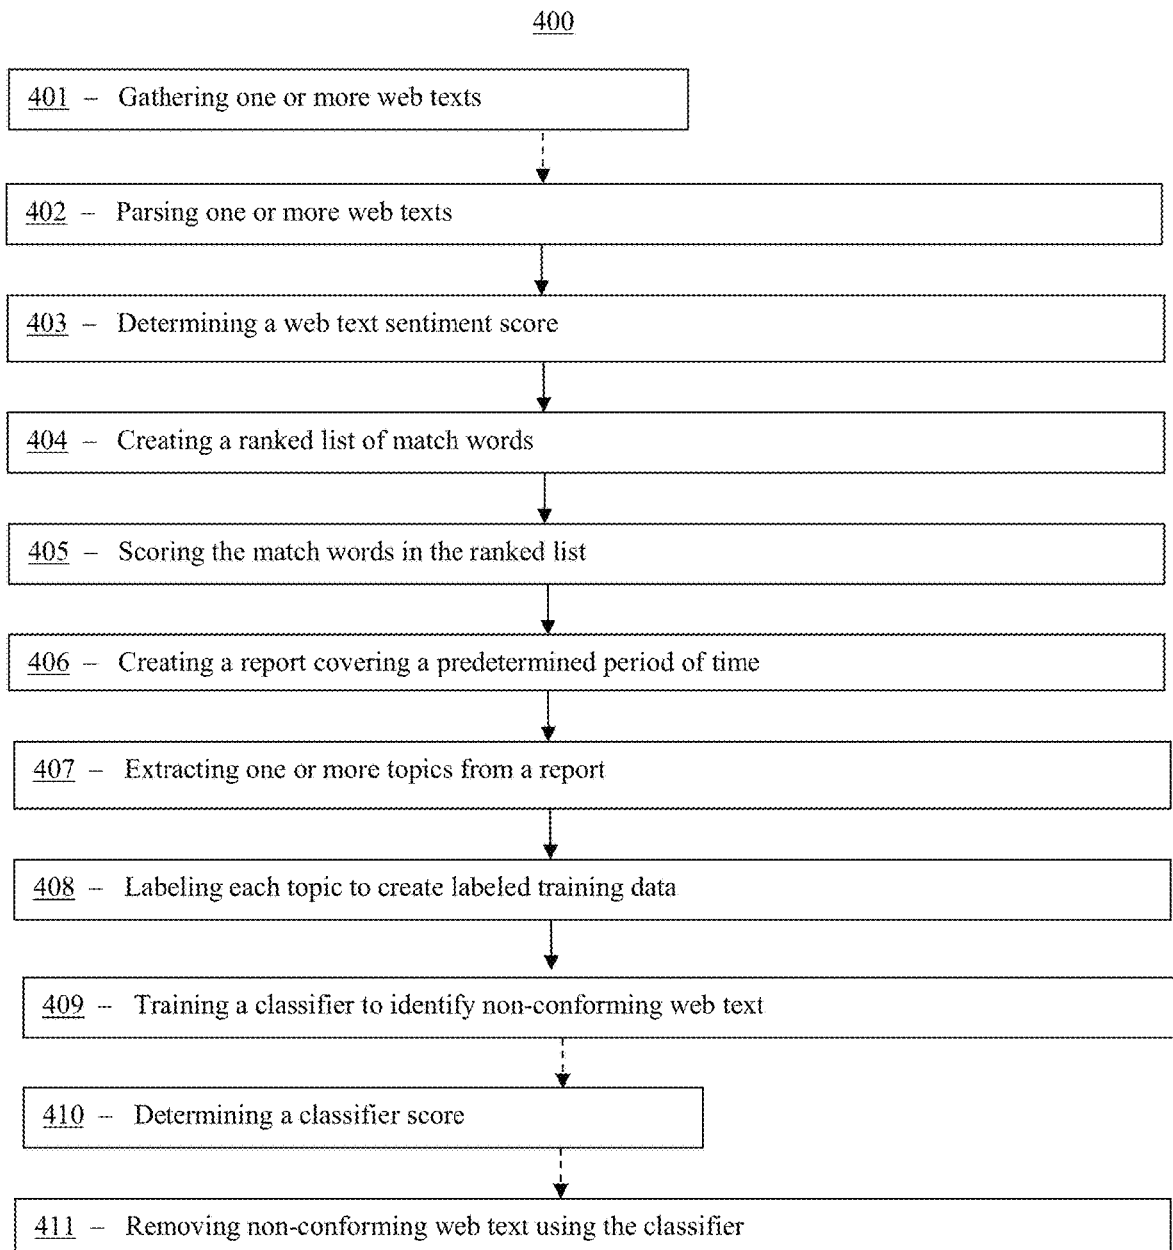 400
401 – Gathering one or more web texts
402 – Parsing one or more web texts
403 – Determining a web text sentiment score
404 – Creating a ranked list of match words
405 – Scoring the match words in the ranked list
406 – Creating a report covering a predetermined period of time
407 – Extracting one or more topics from a report
408 – Labeling each topic to create labeled training data
409 – Training a classifier to identify non-conforming web text
410 – Determining a classifier score
411 – Removing non-conforming web text using the classifier